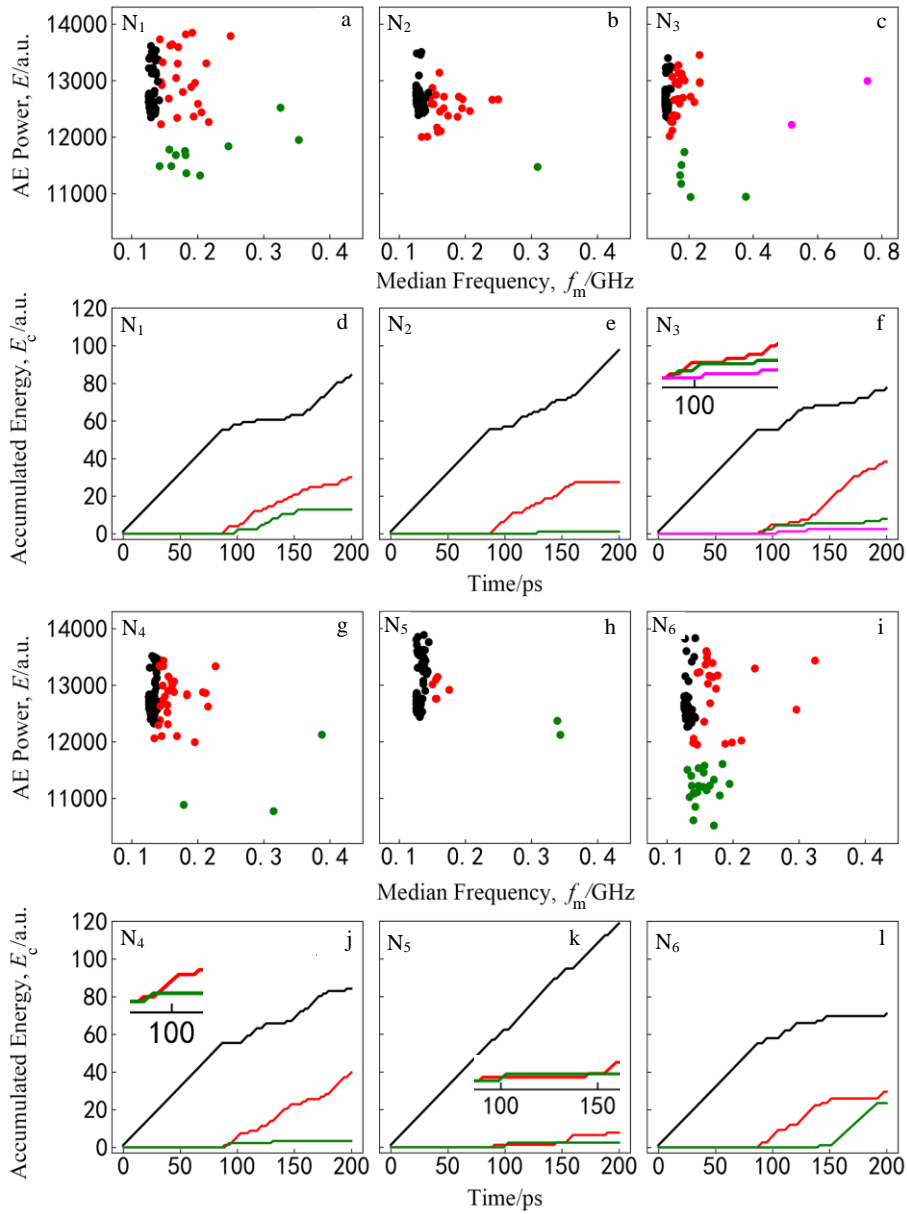 N₁ a N₂ b N₃ c
14000
13000
12000
11000
AE Power, E/a.u.
0.1 0.2 0.3 0.4 0.1 0.2 0.3 0.4 0.2 0.4 0.6 0.8
Median Frequency, fₘ/GHz
N₁ d N₂ e N₃ f
120
100
80
60
40
20
0
100
Accumulated Energy, E_c/a.u.
0 50 100 150 200 0 50 100 150 200 0 50 100 150 200
Time/ps
N₄ g N₅ h N₆ i
14000
13000
12000
11000
AE Power, E/a.u.
0.1 0.2 0.3 0.4 0.1 0.2 0.3 0.4 0.1 0.2 0.3 0.4
Median Frequency, fₘ/GHz
N₄ j N₅ k N₆ l
120
100
80
60
40
20
0
100
100 150
Accumulated Energy, E_c/a.u.
0 50 100 150 200 0 50 100 150 200 0 50 100 150 200
Time/ps